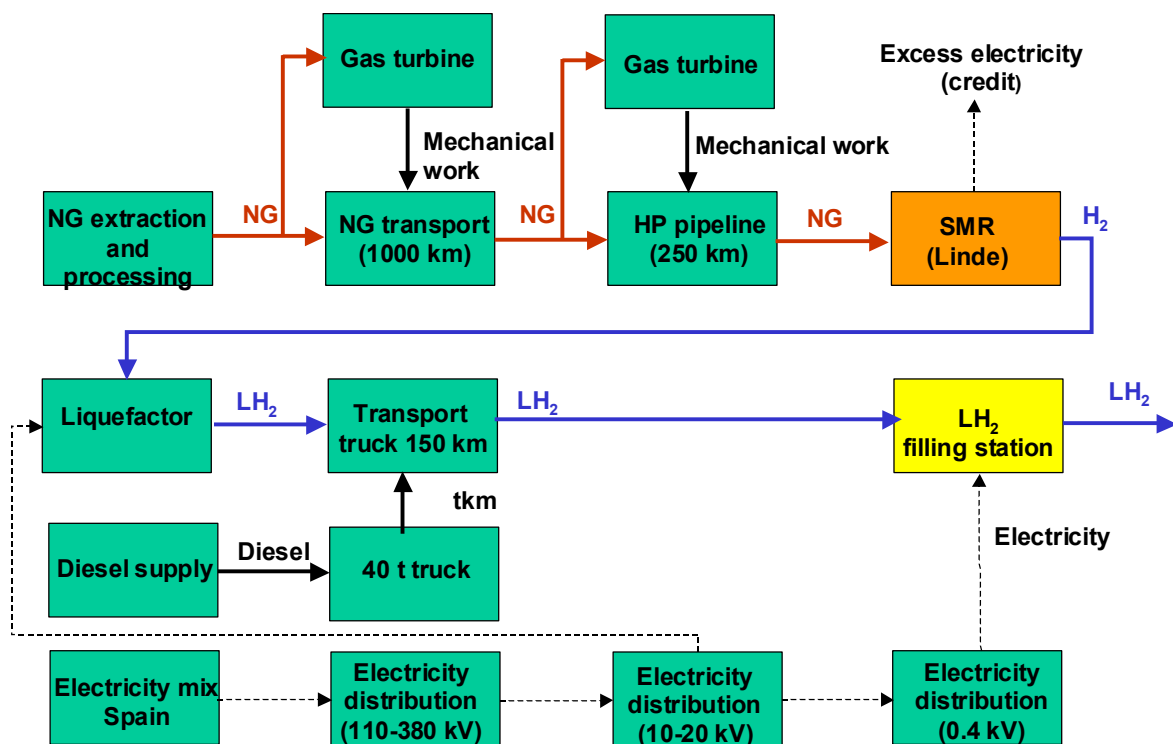 Gas turbine
Gas turbine
Excess electricity
(credit)
Mechanical
work
Mechanical work
NG extraction
and
processing
NG
NG transport
(1000 km)
NG
HP pipeline
(250 km)
NG
SMR
(Linde)
H₂
Liquefactor
LH₂
Transport
truck 150 km
LH₂
LH₂
filling station
LH₂
tkm
Diesel supply
Diesel
40 t truck
Electricity
Electricity mix
Spain
Electricity
distribution
(110-380 kV)
Electricity
distribution
(10-20 kV)
Electricity
distribution
(0.4 kV)